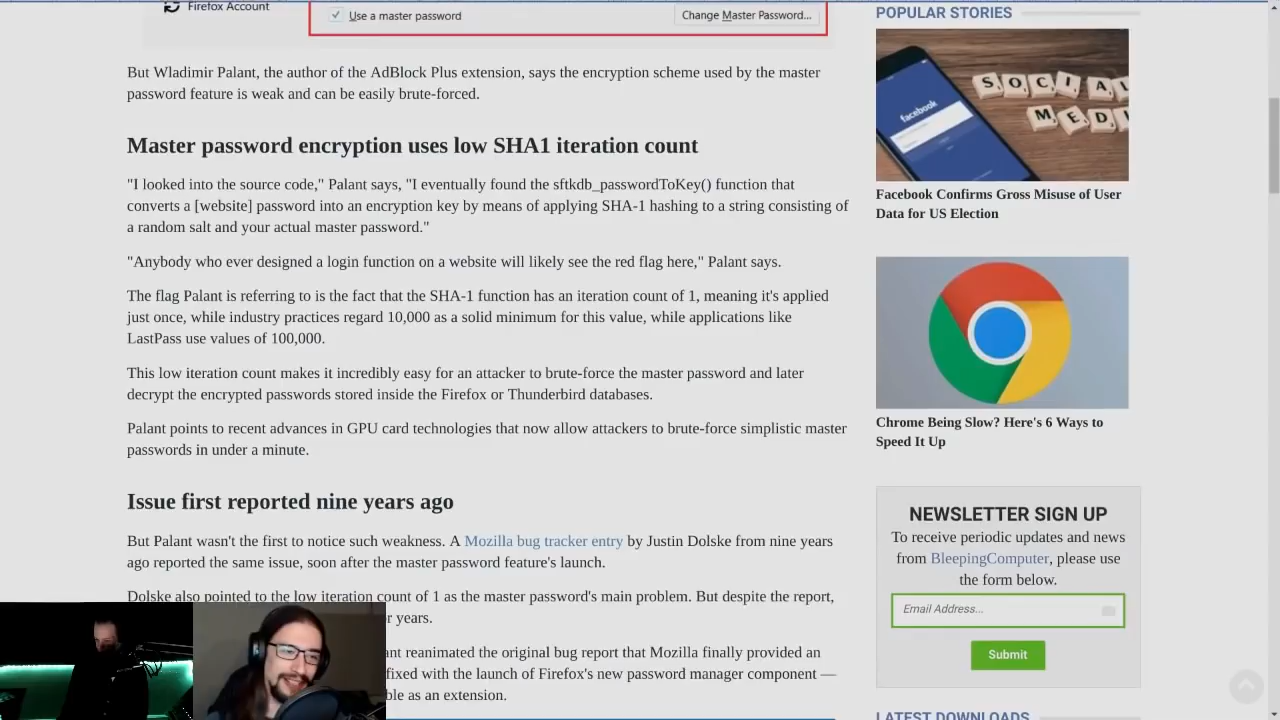 Firefox Account
Use a master password
Change Master Password...
But Wladimir Palant, the author of the AdBlock Plus extension, says the encryption scheme used by the master
password feature is weak and can be easily brute-forced.
Master password encryption uses low SHA1 iteration count
"I looked into the source code," Palant says, "I eventually found the sftkdb_passwordToKey() function that
converts a [website] password into an encryption key by means of applying SHA-1 hashing to a string consisting of
a random salt and your actual master password."
"Anybody who ever designed a login function on a website will likely see the red flag here," Palant says.
The flag Palant is referring to is the fact that the SHA-1 function has an iteration count of 1, meaning it's applied
just once, while industry practices regard 10,000 as a solid minimum for this value, while applications like
LastPass use values of 100,000.
This low iteration count makes it incredibly easy for an attacker to brute-force the master password and later
decrypt the encrypted passwords stored inside the Firefox or Thunderbird databases.
Palant points to recent advances in GPU card technologies that now allow attackers to brute-force simplistic master
passwords in under a minute.
Issue first reported nine years ago
But Palant wasn't the first to notice such weakness. A Mozilla bug tracker entry by Justin Dolske from nine years
ago reported the same issue, soon after the master password feature's launch.
Dolske also pointed to the low iteration count of 1 as the master password's main problem. But despite the report,
r years.
ant reanimated the original bug report that Mozilla finally provided an
fixed with the launch of Firefox's new password manager component —
ble as an extension.
POPULAR STORIES
facebook
SOCIAL
MEDI
Facebook Confirms Gross Misuse of User
Data for US Election
Chrome Being Slow? Here's 6 Ways to
Speed It Up
NEWSLETTER SIGN UP
To receive periodic updates and news
from BleepingComputer, please use
the form below.
Email Address...
Submit
LATEST DOWNLOADS